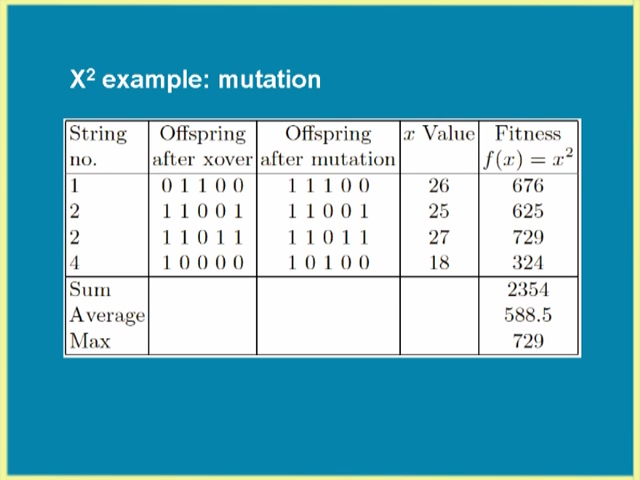 X² example: mutation
String no. Offspring after xover Offspring after mutation x Value Fitness f(x) = x²
1 0 1 1 0 0 1 1 1 0 0 26 676
2 1 1 0 0 1 1 1 0 0 1 25 625
2 1 1 0 1 1 1 1 0 1 1 27 729
4 1 0 0 0 0 1 0 1 0 0 18 324
Sum 2354
Average 588.5
Max 729